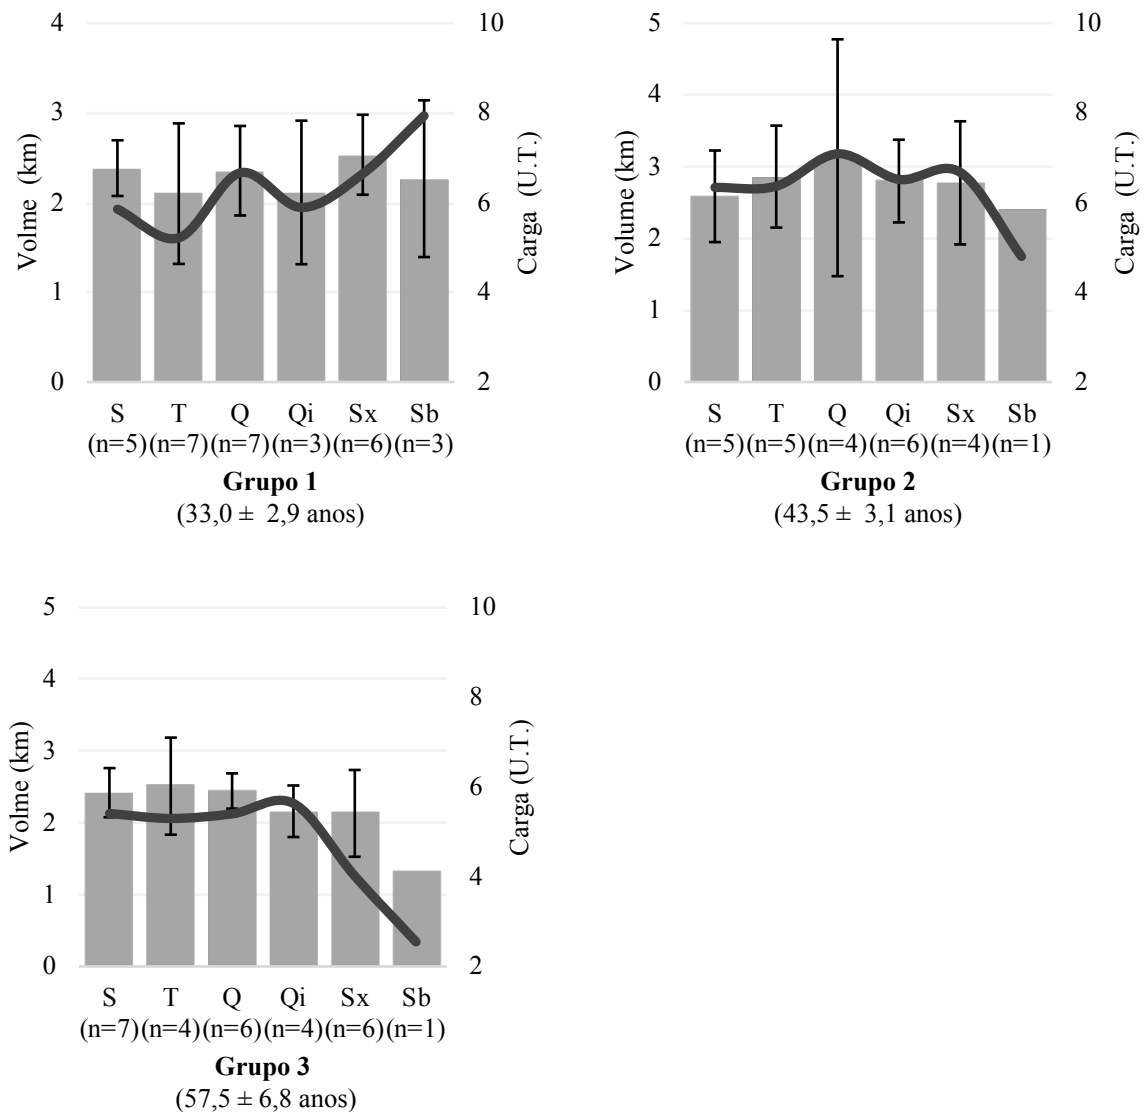 4
3
2
1
0
Volme (km)
10
8
6
4
2
Carga (U.T.)
S T Q Qi Sx Sb
(n=5) (n=7) (n=7) (n=3) (n=6) (n=3)
Grupo 1
(33,0 ± 2,9 anos)
5
4
3
2
1
0
Volume (km)
10
8
6
4
2
Carga (U.T.)
S T Q Qi Sx Sb
(n=5) (n=5) (n=4) (n=6) (n=4) (n=1)
Grupo 2
(43,5 ± 3,1 anos)
5
4
3
2
1
0
Volme (km)
10
8
6
4
2
Carga (U.T.)
S T Q Qi Sx Sb
(n=7) (n=4) (n=6) (n=4) (n=6) (n=1)
Grupo 3
(57,5 ± 6,8 anos)